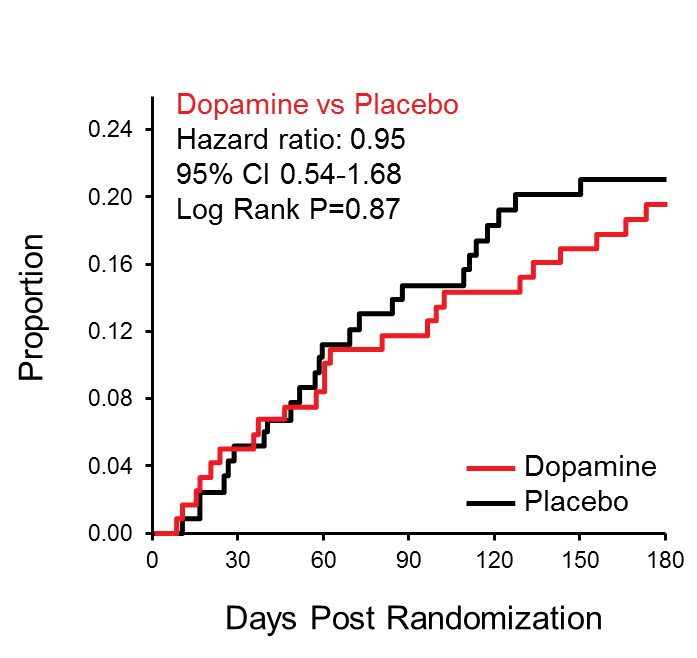 Dopamine vs Placebo
Hazard ratio: 0.95
95% CI 0.54-1.68
Log Rank P=0.87
0.24
0.20
0.16
0.12
0.08
0.04
0.00
Proportion
Dopamine
Placebo
0 30 60 90 120 150 180
Days Post Randomization